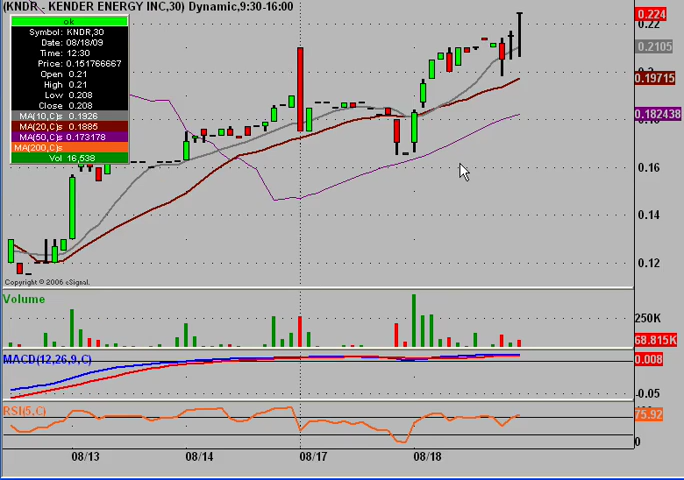 (KNDR - KENDER ENERGY INC,30) Dynamic,9:30-16:00
ok
Symbol: KNDR,30
Date: 08/18/09
Time: 12:30
Price: 0.151766667
Open 0.21
High 0.21
Low 0.208
Close 0.208
MA(10,C)s 0.1926
MA(20,C)s 0.1885
MA(50,C)s 0.173178
MA(200,C)s
Vol 16,538
0.224
0.22
0.2105
0.2
0.19715
0.182438
0.18
0.16
0.14
0.12
Copyright © 2006 eSignal.
Volume
250K
68.815K
MACD(12,26,9,C)
0.008
-0.05
RSI(5,C)
75.92
0
08/13 08/14 08/17 08/18